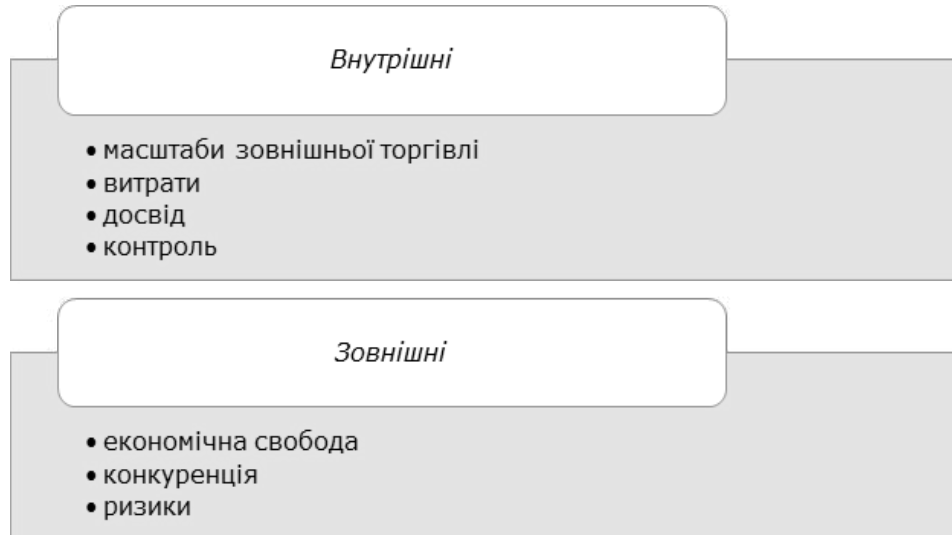 Внутрішні
• масштаби зовнішньої торгівлі
• витрати
• досвід
• контроль
Зовнішні
• економічна свобода
• конкуренція
• ризики